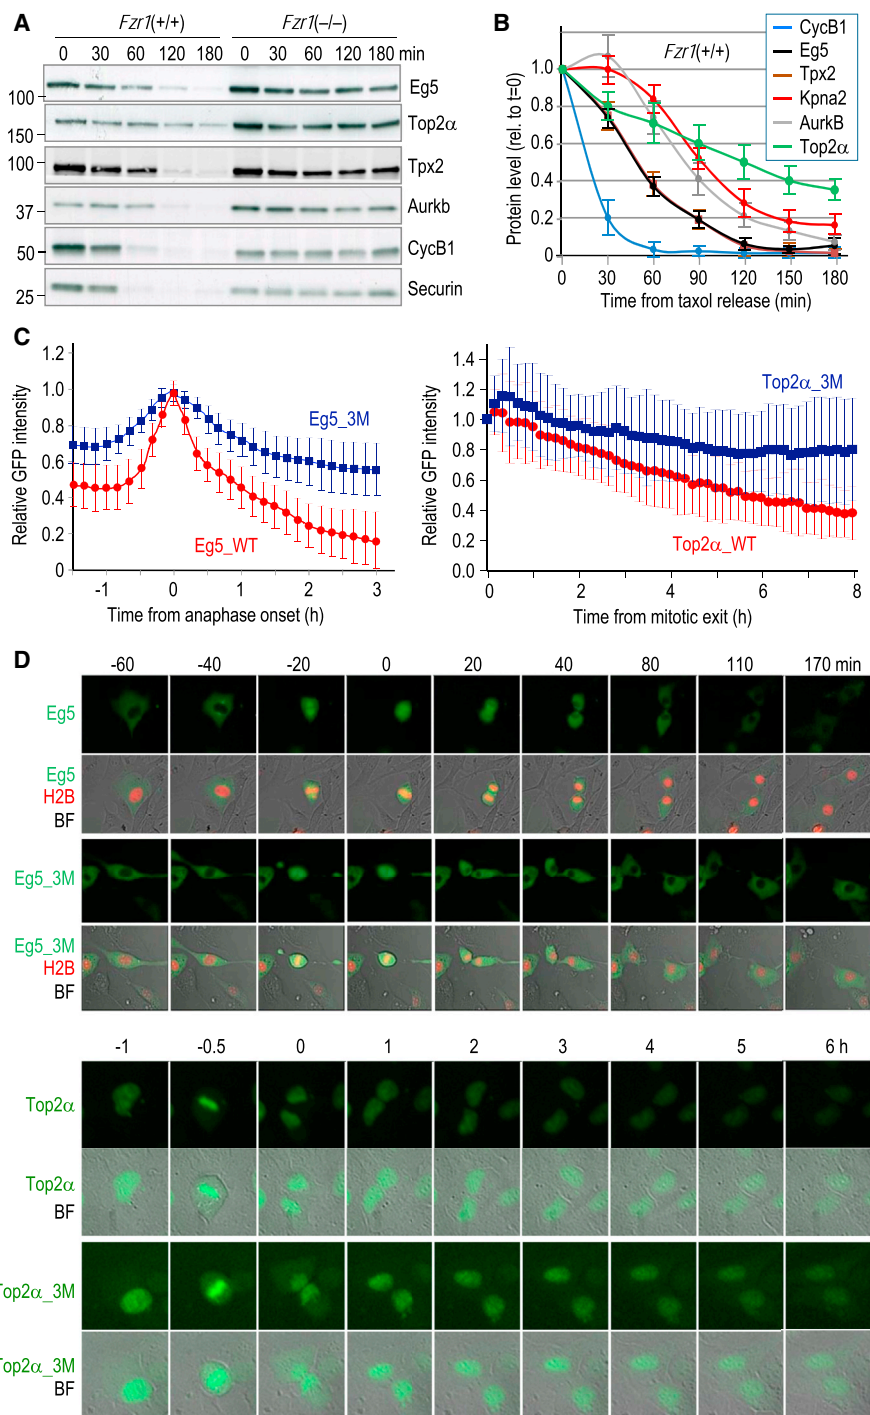 A
Fzr1(+/+) Fzr1(–/–)
0 30 60 120 180 0 30 60 120 180 min
100 Eg5
150 Top2α
100 Tpx2
37 Aurkb
50 CycB1
25 Securin
B
Fzr1(+/+)
CycB1
Eg5
Tpx2
Kpna2
AurkB
Top2α
Protein level (rel. to t=0)
1.0
0.8
0.6
0.4
0.2
0
0 30 60 90 120 150 180
Time from taxol release (min)
C
Relative GFP intensity
1.2
1.0
0.8
0.6
0.4
0.2
0
Eg5_3M
Eg5_WT
-1 0 1 2 3
Time from anaphase onset (h)
Relative GFP intensity
1.4
1.2
1.0
0.8
0.6
0.4
0.2
0.0
Top2α_3M
Top2α_WT
0 2 4 6 8
Time from mitotic exit (h)
D
-60 -40 -20 0 20 40 80 110 170 min
Eg5
Eg5
H2B
BF
Eg5_3M
Eg5_3M
H2B
BF
-1 -0.5 0 1 2 3 4 5 6 h
Top2α
Top2α
BF
Top2α_3M
Top2α_3M
BF